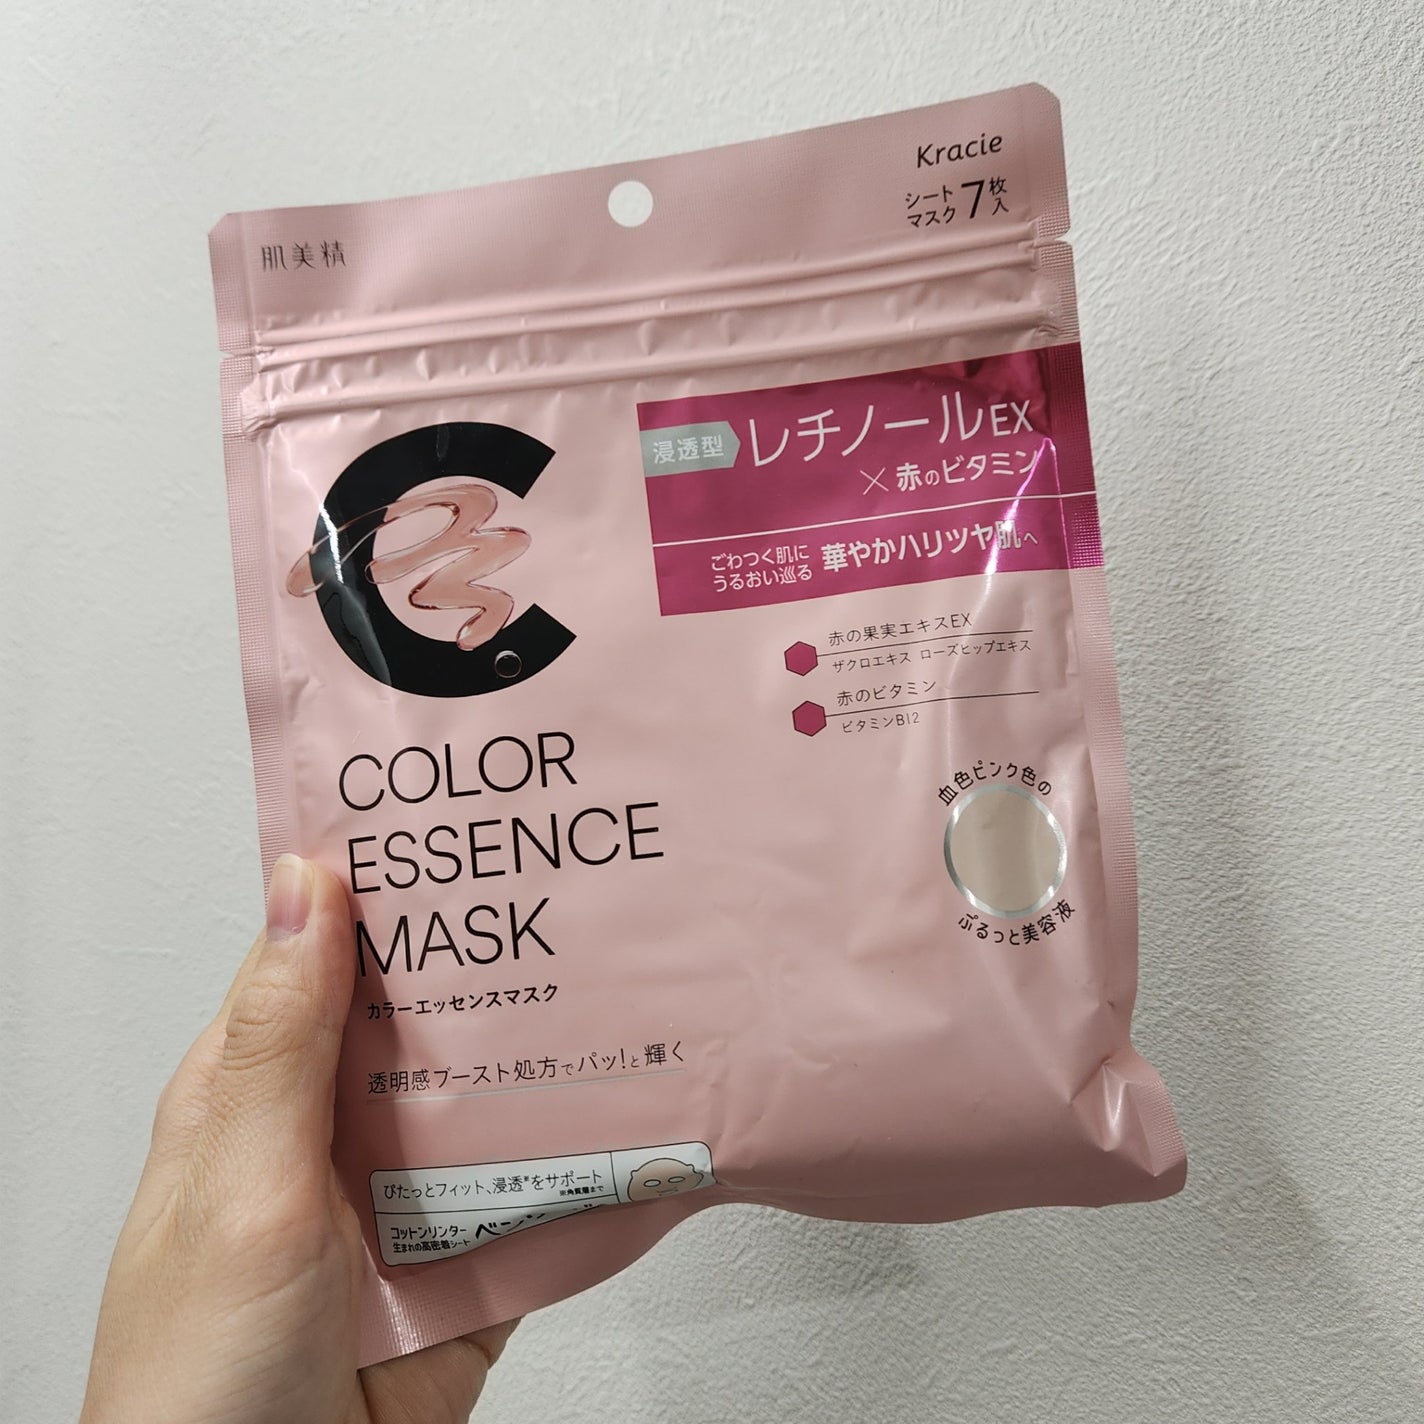 Kracie
シート
マスク 7枚入
肌美精
浸透型 レチノールEX
×赤のビタミン
ごわつく肌に
うるおい巡る 華やかハリツヤ肌へ
赤の果実エキスEX
ザクロエキス ローズヒップエキス
赤のビタミン
ビタミンB12
COLOR
ESSENCE
MASK
カラーエッセンスマスク
血色ピンク色の
ぷるっと美容液
透明感ブースト処方でパッ!と輝く
ぴたっとフィット、浸透※をサポート
※角質層まで
コットンリンター
生まれの高密着シート